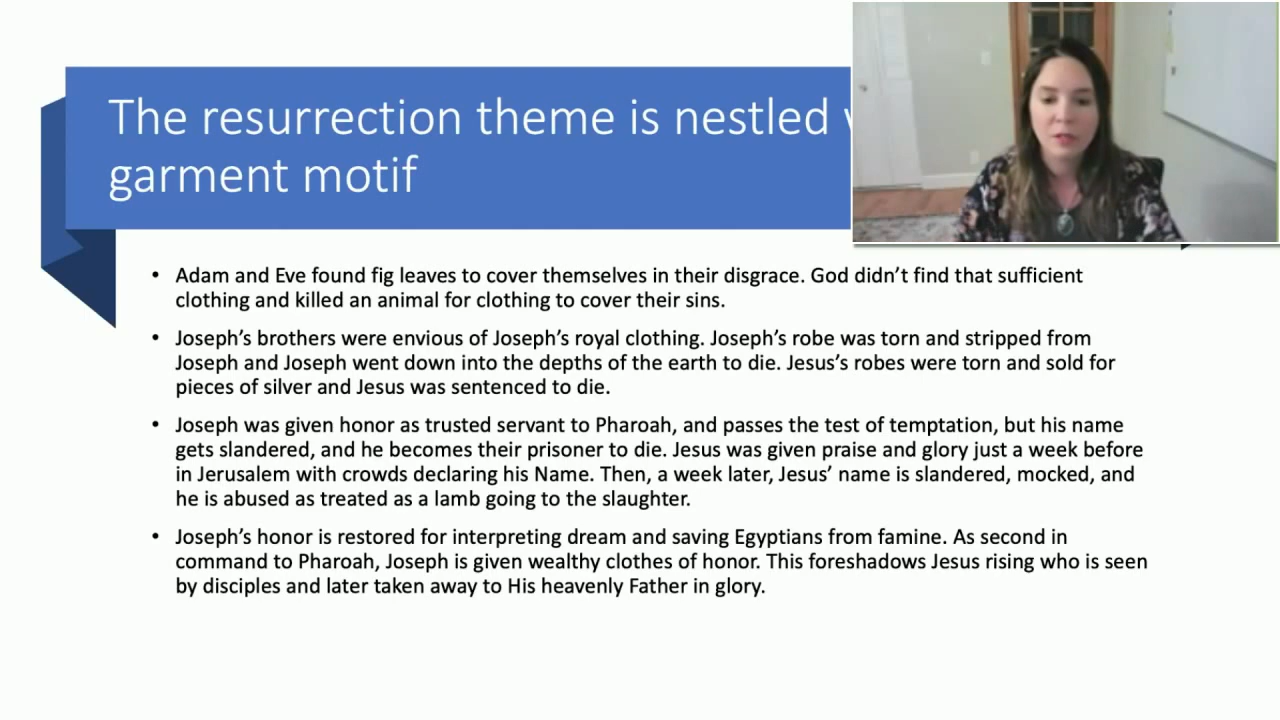 The resurrection theme is nestled
garment motif
• Adam and Eve found fig leaves to cover themselves in their disgrace. God didn’t find that sufficient
clothing and killed an animal for clothing to cover their sins.
• Joseph’s brothers were envious of Joseph’s royal clothing. Joseph’s robe was torn and stripped from
Joseph and Joseph went down into the depths of the earth to die. Jesus’s robes were torn and sold for
pieces of silver and Jesus was sentenced to die.
• Joseph was given honor as trusted servant to Pharoah, and passes the test of temptation, but his name
gets slandered, and he becomes their prisoner to die. Jesus was given praise and glory just a week before
in Jerusalem with crowds declaring his Name. Then, a week later, Jesus’ name is slandered, mocked, and
he is abused as treated as a lamb going to the slaughter.
• Joseph’s honor is restored for interpreting dream and saving Egyptians from famine. As second in
command to Pharoah, Joseph is given wealthy clothes of honor. This foreshadows Jesus rising who is seen
by disciples and later taken away to His heavenly Father in glory.